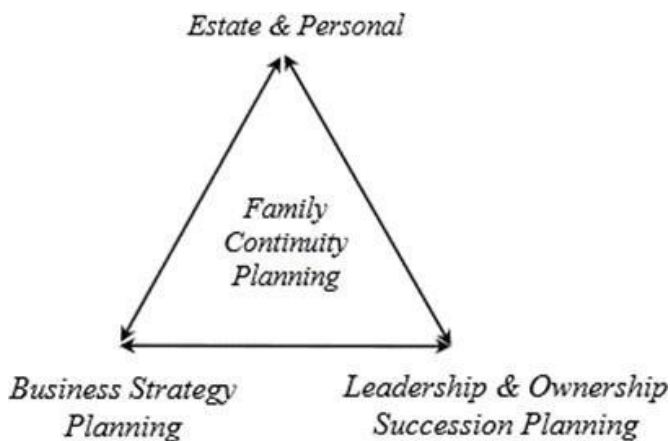 Estate & Personal
Family
Continuity
Planning
Business Strategy
Planning
Leadership & Ownership
Succession Planning